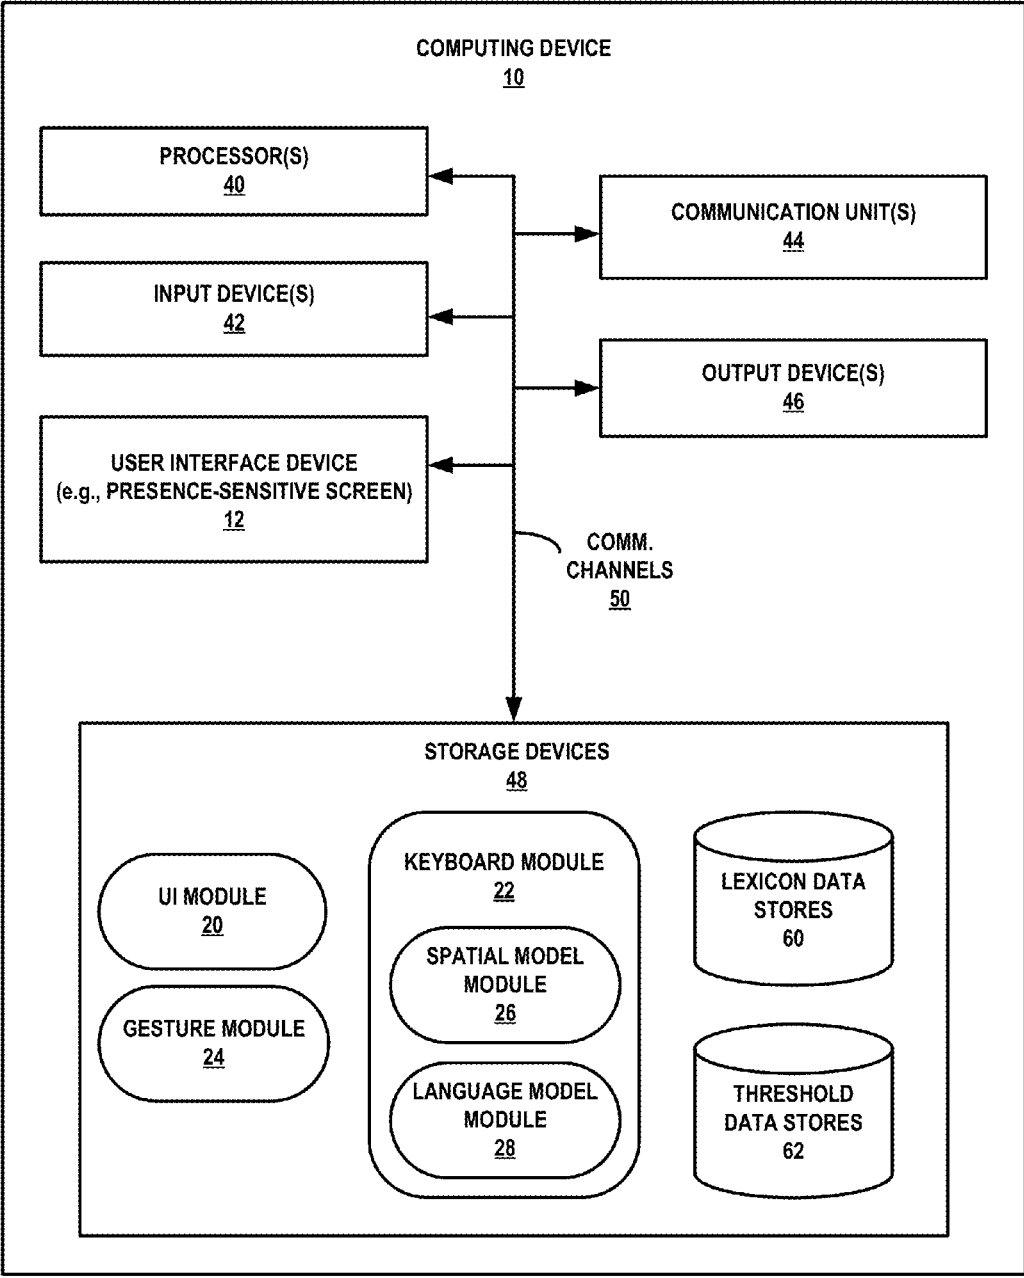 COMPUTING DEVICE
10
PROCESSOR(S)
40
COMMUNICATION UNIT(S)
44
INPUT DEVICE(S)
42
OUTPUT DEVICE(S)
46
USER INTERFACE DEVICE
(e.g., PRESENCE-SENSITIVE SCREEN)
12
COMM.
CHANNELS
50
STORAGE DEVICES
48
UI MODULE
20
GESTURE MODULE
24
KEYBOARD MODULE
22
SPATIAL MODEL
MODULE
26
LANGUAGE MODEL
MODULE
28
LEXICON DATA
STORES
60
THRESHOLD
DATA STORES
62